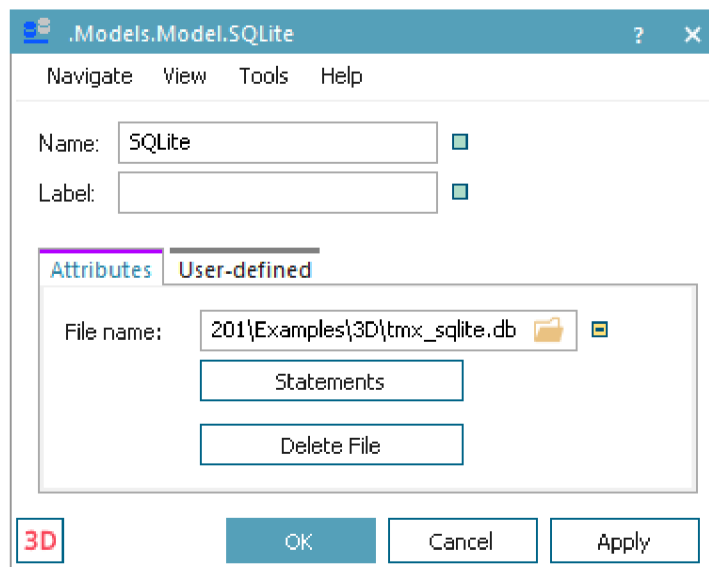 .Models.Model.SQLite ? ×
Navigate View Tools Help
Name: SQLite
Label:
Attributes User-defined
File name: 201\Examples\3D\tmx_sqlite.db
Statements
Delete File
3D OK Cancel Apply